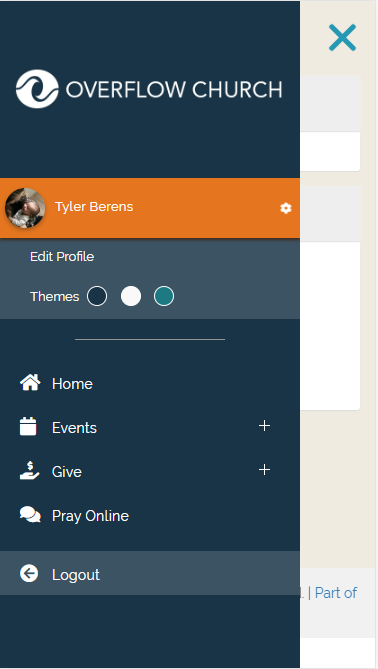 OVERFLOW CHURCH
Tyler Berens
Edit Profile
Themes
Home
Events
Give
Pray Online
Logout
. | Part of